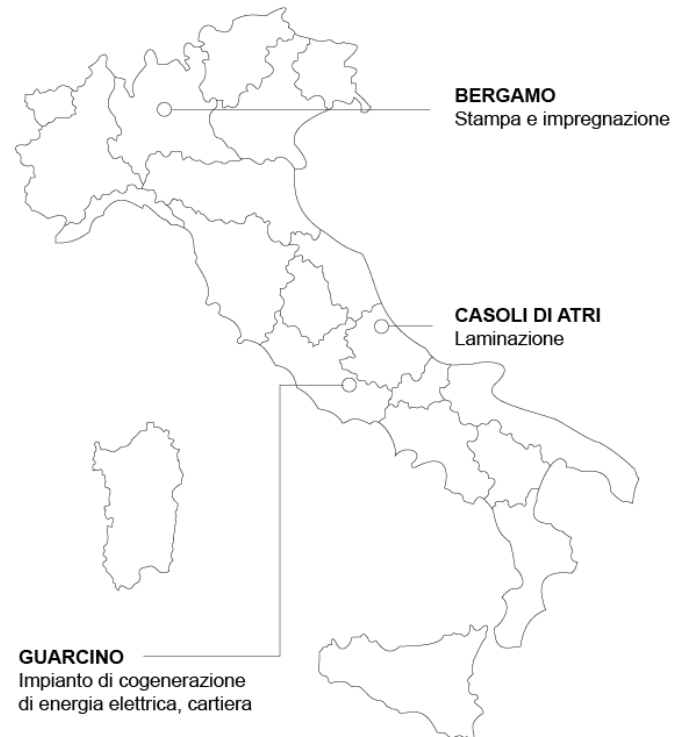 BERGAMO
Stampa e impregnazione
CASOLI DI ATRI
Laminazione
GUARCINO
Impianto di cogenerazione
di energia elettrica, cartiera